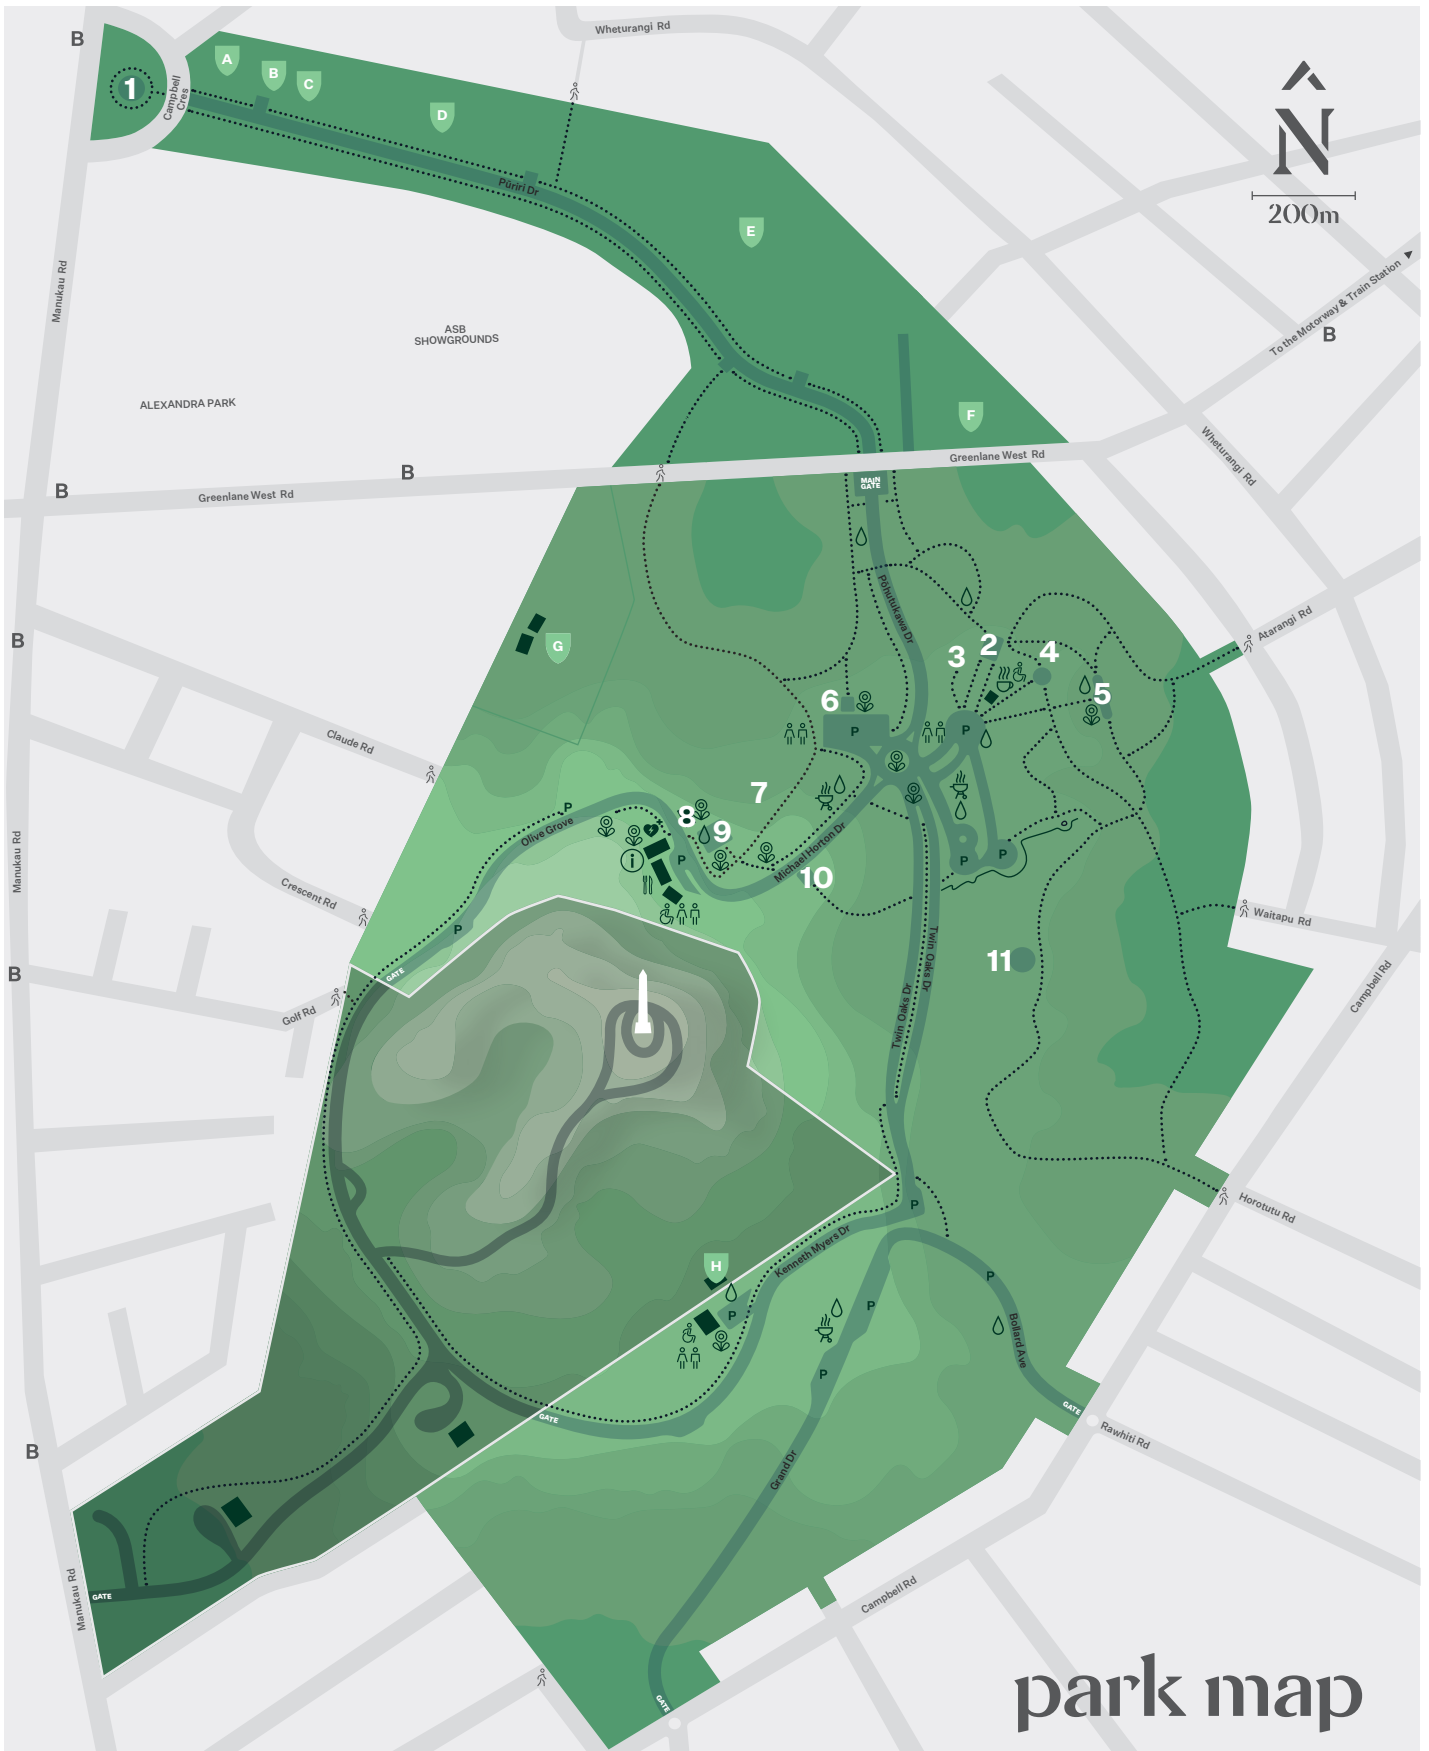 Wheturangi Rd
B
A
B
C
D
1
Campbell
Cres
N
200m
Pūriri Dr
E
Manukau Rd
To the Motorway & Train Station
B
ASB
SHOWGROUNDS
ALEXANDRA PARK
F
Wheturangi Rd
Greenlane West Rd
B
B
Greenlane West Rd
MAIN
GATE
Pōhutukawa Dr
Atarangi Rd
B
G
2
3
4
5
6
P
P
Claude Rd
7
P
8
9
Olive Grove
i
P
Michael Horton Dr
P
P
10
Manukau Rd
Crescent Rd
P
Waitapu Rd
Twin Oaks Dr
11
B
GATE
Campbell Rd
Golf Rd
Twin Oaks Dr
P
Horotutu Rd
Kenneth Myers Dr
H
P
P
P
Bollard Ave
P
GATE
GATE
Rawhiti Rd
B
Grand Dr
Manukau Rd
GATE
Campbell Rd
GATE
park map